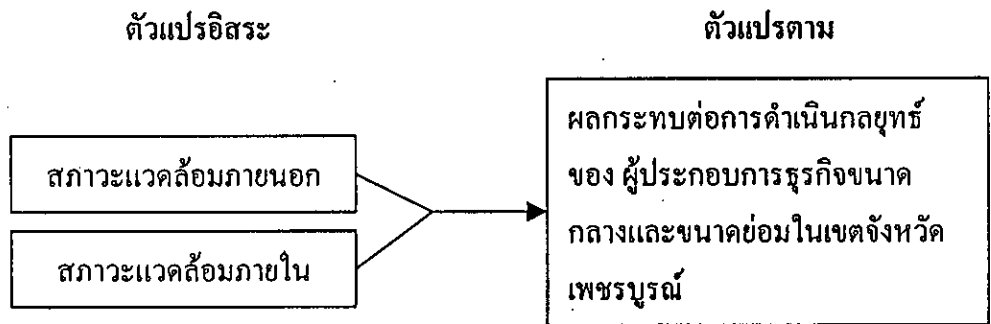 ตัวแปรอิสระ
ตัวแปรตาม
สภาวะแวดล้อมภายนอก
สภาวะแวดล้อมภายใน
ผลกระทบต่อการดำเนินกลยุทธ์
ของ ผู้ประกอบการธุรกิจขนาด
กลางและขนาดย่อมในเขตจังหวัด
เพชรบูรณ์